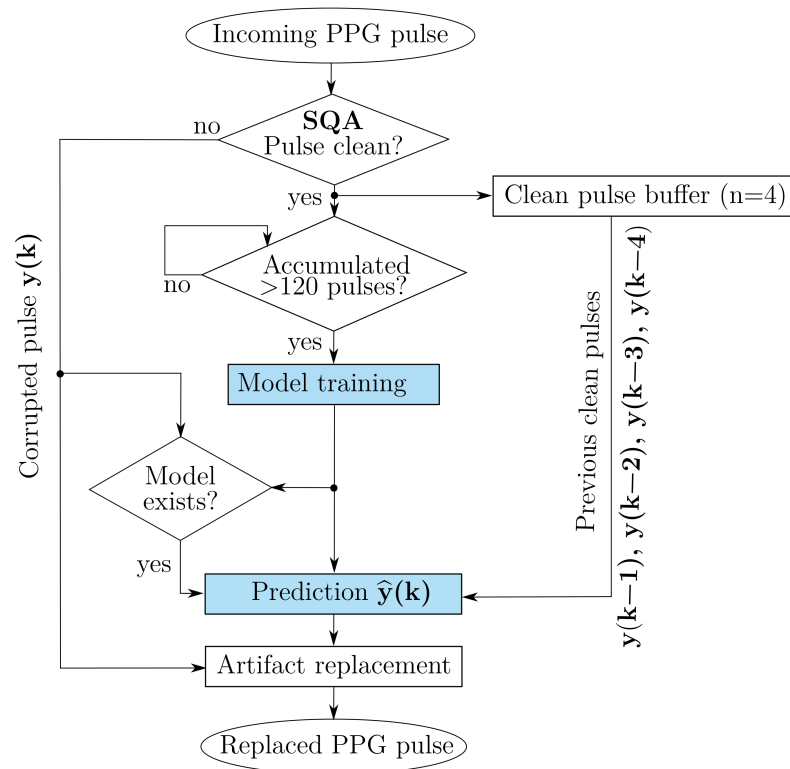 Incoming PPG pulse
no
SQA
Pulse clean?
yes
Clean pulse buffer (n=4)
Accumulated
>120 pulses?
no
yes
Model training
Corrupted pulse y(k)
Previous clean pulses
y(k−1), y(k−2), y(k−3), y(k−4)
Model
exists?
yes
Prediction ŷ(k)
Artifact replacement
Replaced PPG pulse